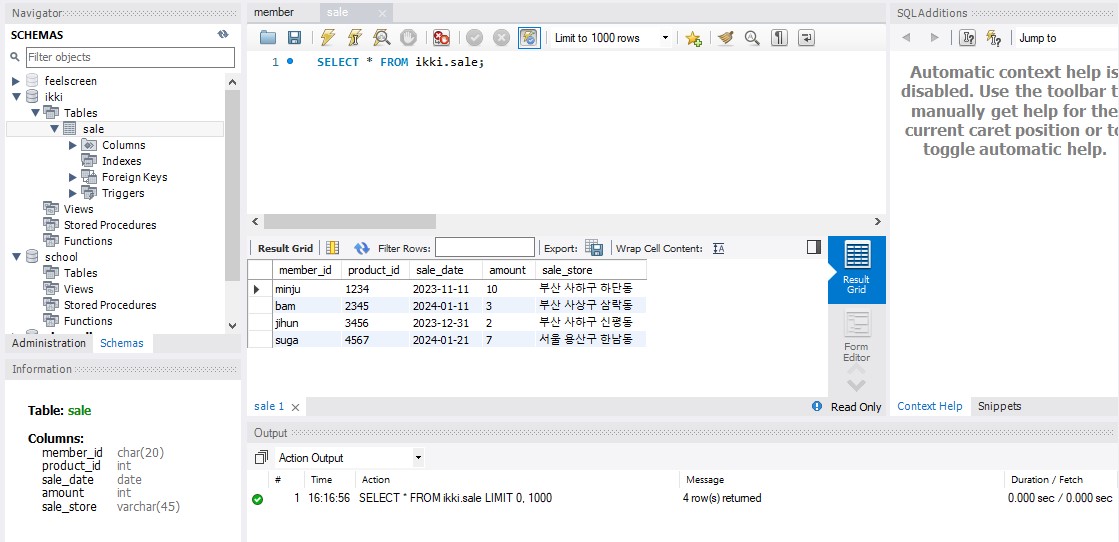 Navigator
SCHEMAS
Filter objects
feelscreen
ikki
Tables
sale
Columns
Indexes
Foreign Keys
Triggers
Views
Stored Procedures
Functions
school
Tables
Views
Stored Procedures
Functions
Administration Schemas
Information
Table: sale
Columns:
member_id char(20)
product_id int
sale_date date
amount int
sale_store varchar(45)
member sale
Limit to 1000 rows
1 SELECT * FROM ikki.sale;
Result Grid Filter Rows: Export: Wrap Cell Content:
member_id product_id sale_date amount sale_store
minju 1234 2023-11-11 10 부산 사하구 하단동
bam 2345 2024-01-11 3 부산 사상구 삼락동
jihun 3456 2023-12-31 2 부산 사하구 신평동
suga 4567 2024-01-21 7 서울 용산구 한남동
Result
Grid
Form
Editor
sale 1 Read Only
Output
Action Output
# Time Action Message Duration / Fetch
1 16:16:56 SELECT * FROM ikki.sale LIMIT 0, 1000 4 row(s) returned 0.000 sec / 0.000 sec
SQLAdditions
Jump to
Automatic context help is
disabled. Use the toolbar t
manually get help for the
current caret position or to
toggle automatic help.
Context Help Snippets